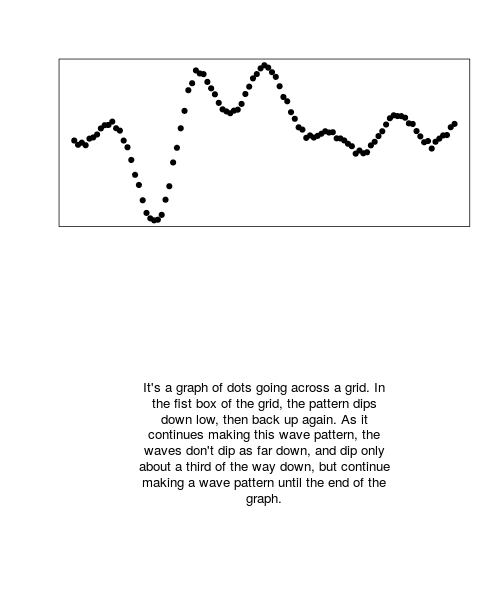 It's a graph of dots going across a grid. In
the fist box of the grid, the pattern dips
down low, then back up again. As it
continues making this wave pattern, the
waves don't dip as far down, and dip only
about a third of the way down, but continue
making a wave pattern until the end of the
graph.